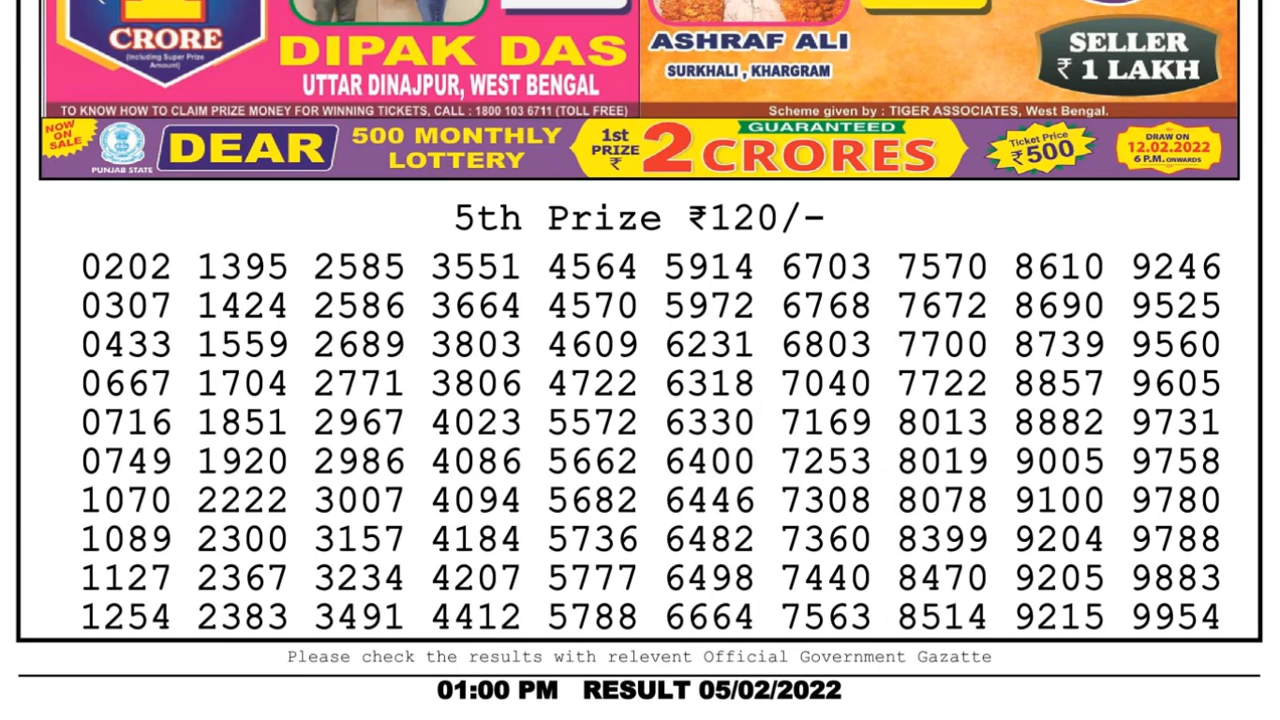 1
CRORE
(Including Super Prize
Amount)
DIPAK DAS
UTTAR DINAJPUR, WEST BENGAL
ASHRAF ALI
SURKHALI , KHARGRAM
SELLER
₹ 1 LAKH
TO KNOW HOW TO CLAIM PRIZE MONEY FOR WINNING TICKETS, CALL : 1800 103 6711 (TOLL FREE)
Scheme given by : TIGER ASSOCIATES, West Bengal.
NOW
ON
SALE
PUNJAB STATE
DEAR
500 MONTHLY
LOTTERY
1st
PRIZE
₹
2 CRORES
GUARANTEED
Ticket Price
₹500
DRAW ON
12.02.2022
6 P.M. ONWARDS
5th Prize ₹120/-
0202 1395 2585 3551 4564 5914 6703 7570 8610 9246
0307 1424 2586 3664 4570 5972 6768 7672 8690 9525
0433 1559 2689 3803 4609 6231 6803 7700 8739 9560
0667 1704 2771 3806 4722 6318 7040 7722 8857 9605
0716 1851 2967 4023 5572 6330 7169 8013 8882 9731
0749 1920 2986 4086 5662 6400 7253 8019 9005 9758
1070 2222 3007 4094 5682 6446 7308 8078 9100 9780
1089 2300 3157 4184 5736 6482 7360 8399 9204 9788
1127 2367 3234 4207 5777 6498 7440 8470 9205 9883
1254 2383 3491 4412 5788 6664 7563 8514 9215 9954
Please check the results with relevent Official Government Gazatte
01:00 PM RESULT 05/02/2022